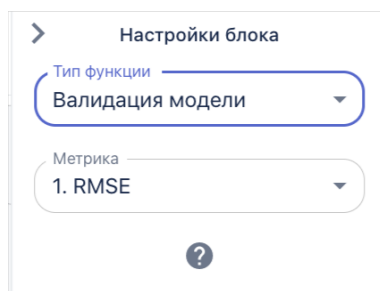 Настройки блока
Тип функции
Валидация модели
Метрика
1. RMSE
?